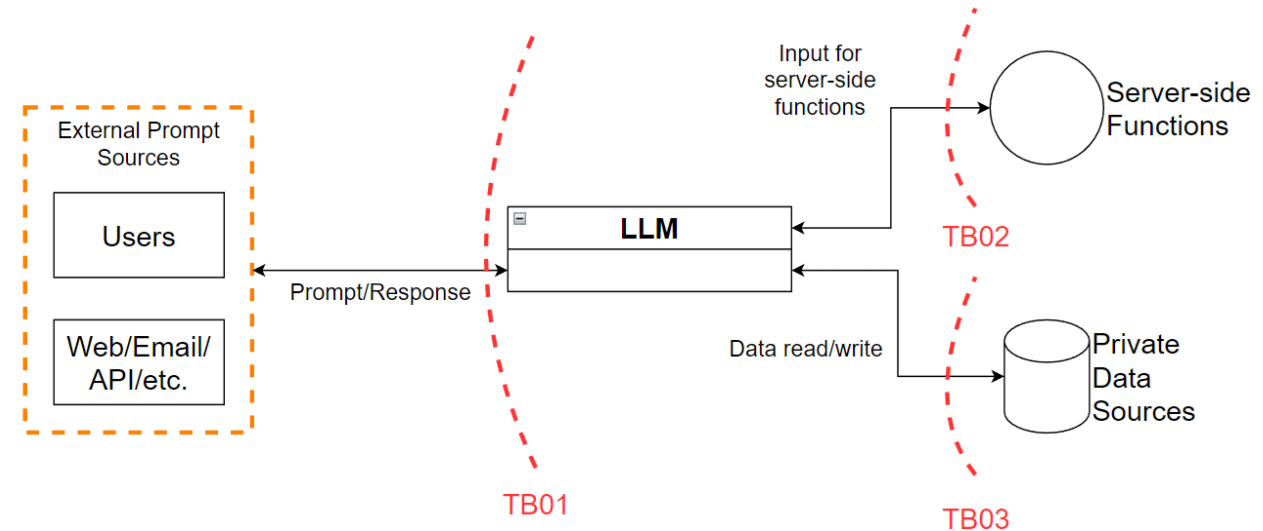 External Prompt
Sources
Users
Web/Email/
API/etc.
Prompt/Response
TB01
LLM
Input for
server-side
functions
Server-side
Functions
TB02
Data read/write
Private
Data
Sources
TB03